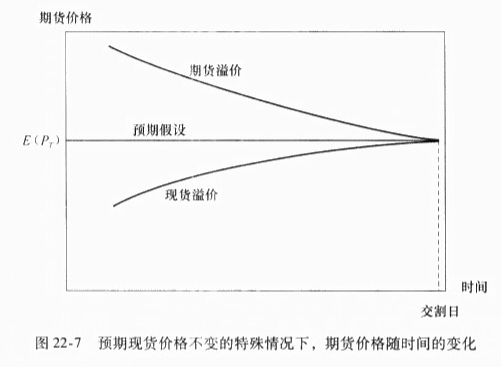 期货价格
期货溢价
预期假设
E（P_T）
现货溢价
时间
交割日
图 22-7 预期现货价格不变的特殊情况下，期货价格随时间的变化